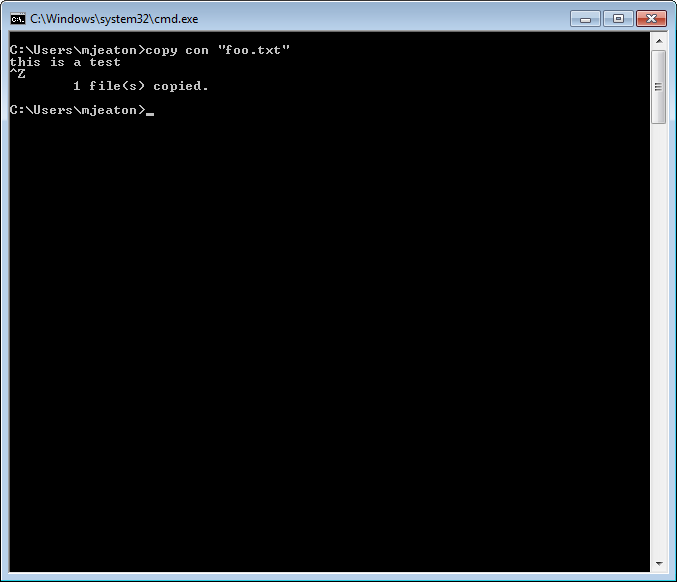 C:\Windows\system32\cmd.exe
C:\Users\mjeaton>copy con "foo.txt"
this is a test
^Z
        1 file(s) copied.
C:\Users\mjeaton>_